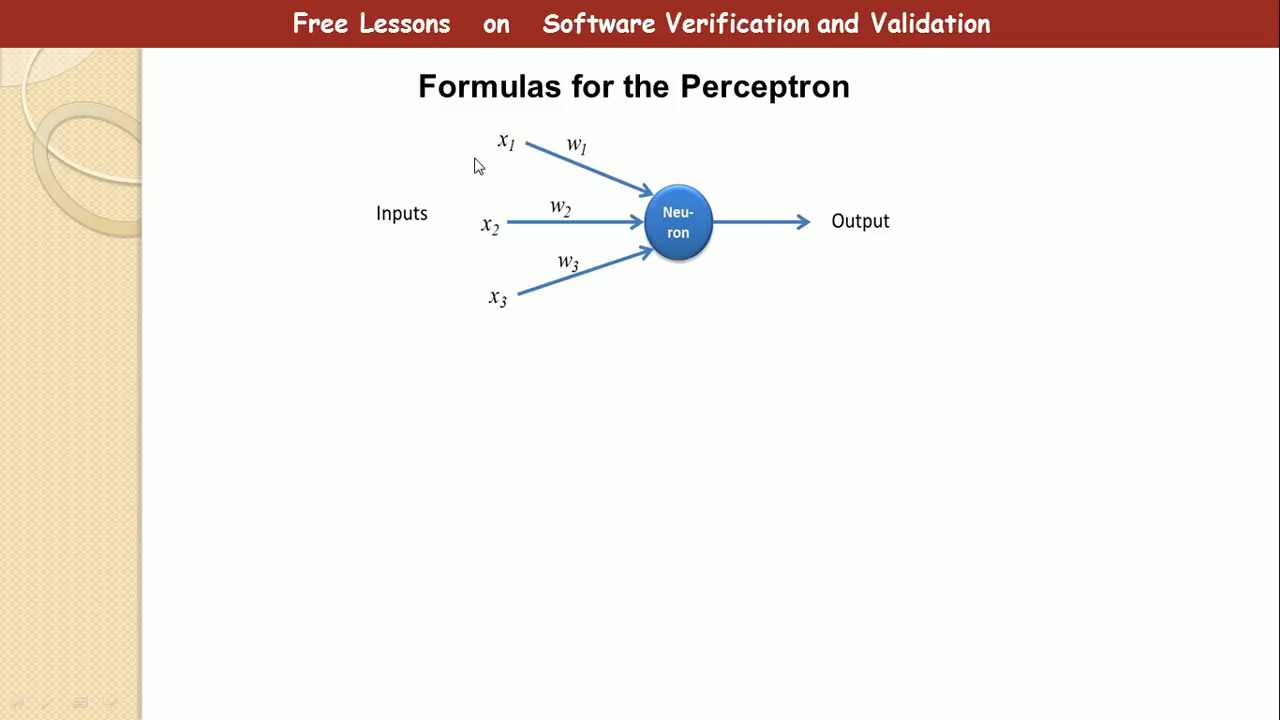 Free Lessons on Software Verification and Validation
Formulas for the Perceptron
x1
w1
Inputs
x2
w2
Neu-
ron
Output
w3
x3